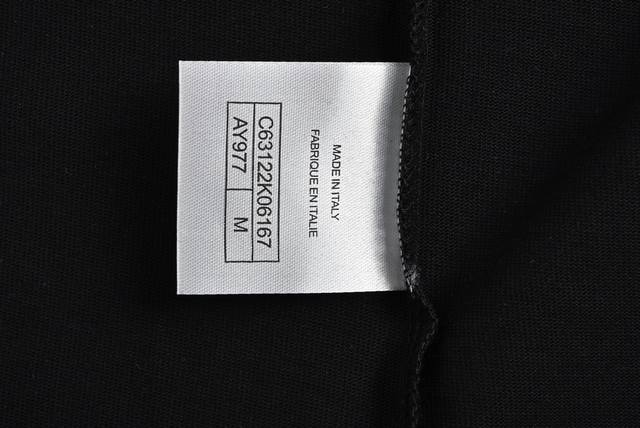 MADE IN ITALY
FABRIQUE EN ITALIE
C63122K06167
AY977 M